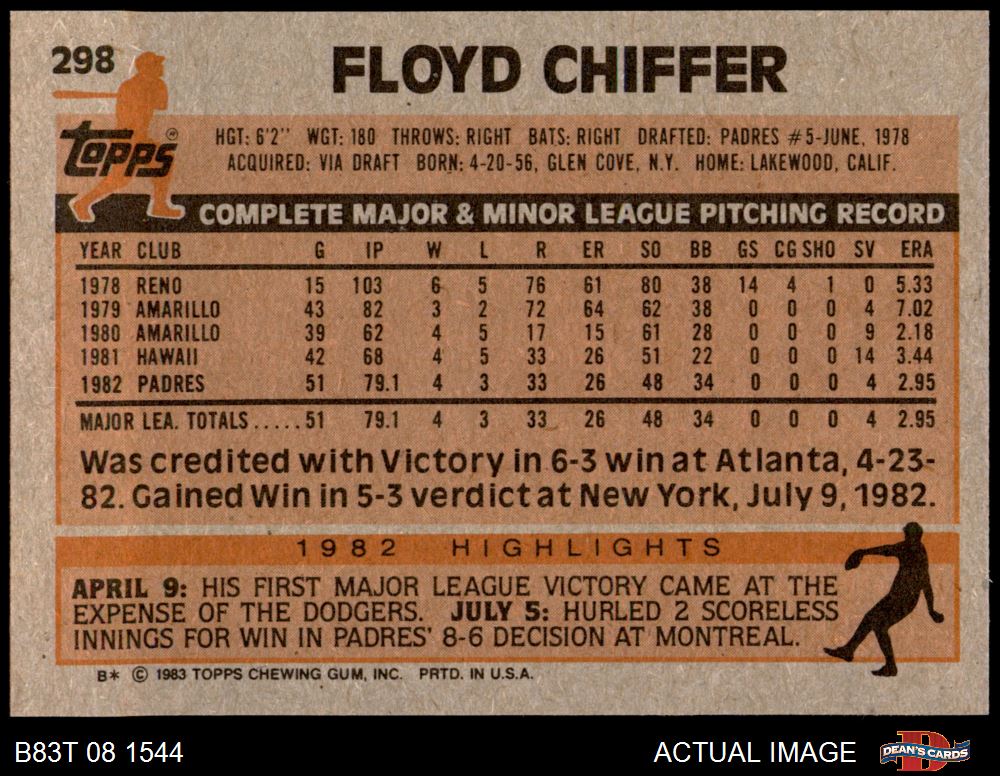 298 FLOYD CHIFFER
Topps ®
HGT: 6'2" WGT: 180 THROWS: RIGHT BATS: RIGHT DRAFTED: PADRES #5-JUNE, 1978
ACQUIRED: VIA DRAFT BORN: 4-20-56, GLEN COVE, N.Y. HOME: LAKEWOOD, CALIF.
COMPLETE MAJOR & MINOR LEAGUE PITCHING RECORD
YEAR CLUB G IP W L R ER SO BB GS CG SHO SV ERA
1978 RENO 15 103 6 5 76 61 80 38 14 4 1 0 5.33
1979 AMARILLO 43 82 3 2 72 64 62 38 0 0 0 4 7.02
1980 AMARILLO 39 62 4 5 17 15 61 28 0 0 0 9 2.18
1981 HAWAII 42 68 4 5 33 26 51 22 0 0 0 14 3.44
1982 PADRES 51 79.1 4 3 33 26 48 34 0 0 0 4 2.95
MAJOR LEA. TOTALS.....51 79.1 4 3 33 26 48 34 0 0 0 4 2.95
Was credited with Victory in 6-3 win at Atlanta, 4-23-
82. Gained Win in 5-3 verdict at New York, July 9, 1982.
1982 HIGHLIGHTS
APRIL 9: HIS FIRST MAJOR LEAGUE VICTORY CAME AT THE
EXPENSE OF THE DODGERS. JULY 5: HURLED 2 SCORELESS
INNINGS FOR WIN IN PADRES' 8-6 DECISION AT MONTREAL.
B* © 1983 TOPPS CHEWING GUM, INC. PRTD. IN U.S.A.
B83T 08 1544 ACTUAL IMAGE D DEAN'S CARDS